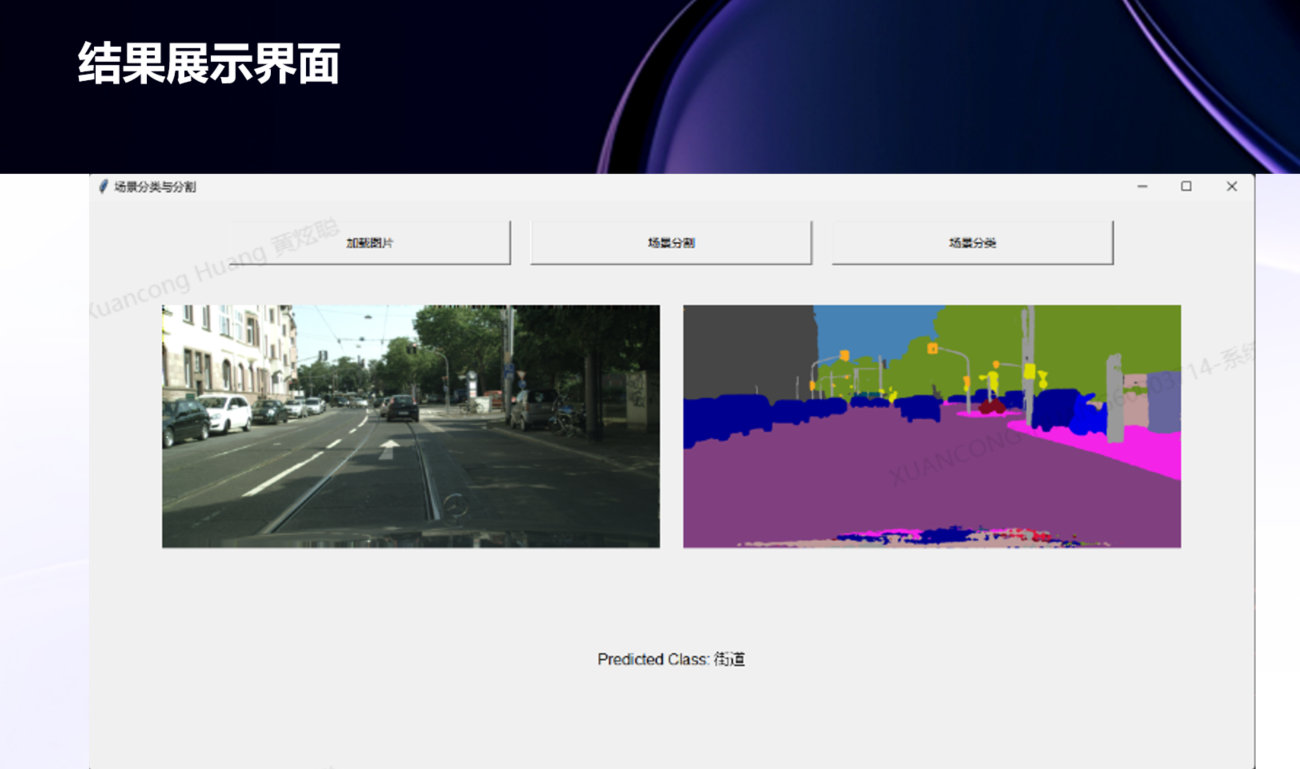 结果展示界面
场景分类与分割
加载图片
场景分割
场景分类
Xuancong Huang 黄炫聪
XUANCONG
14-系统
Predicted Class: 街道